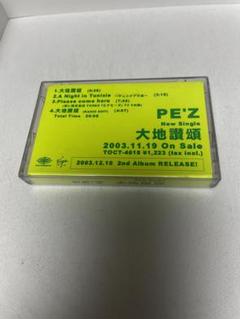 1.大地讃頌
2.A Night in Tunisia
3.Please come here
4.大地讃頌
Total Time
PE'Z
New Single
大地讃頌
2003.11.19 On Sale
TOCT-4618 ¥1,223 (tax incl.)
2003.12.18 2nd Album RELEASE!